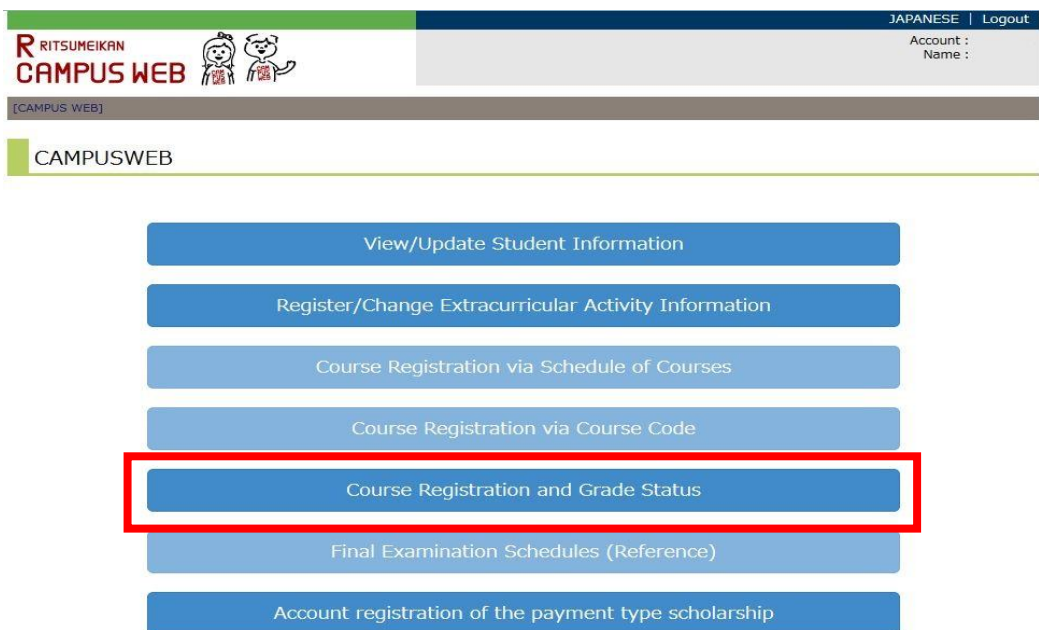 JAPANESE | Logout
R RITSUMEIKAN
CAMPUS WEB
Account :
Name :
[CAMPUS WEB]
CAMPUSWEB
View/Update Student Information
Register/Change Extracurricular Activity Information
Course Registration via Schedule of Courses
Course Registration via Course Code
Course Registration and Grade Status
Final Examination Schedules (Reference)
Account registration of the payment type scholarship